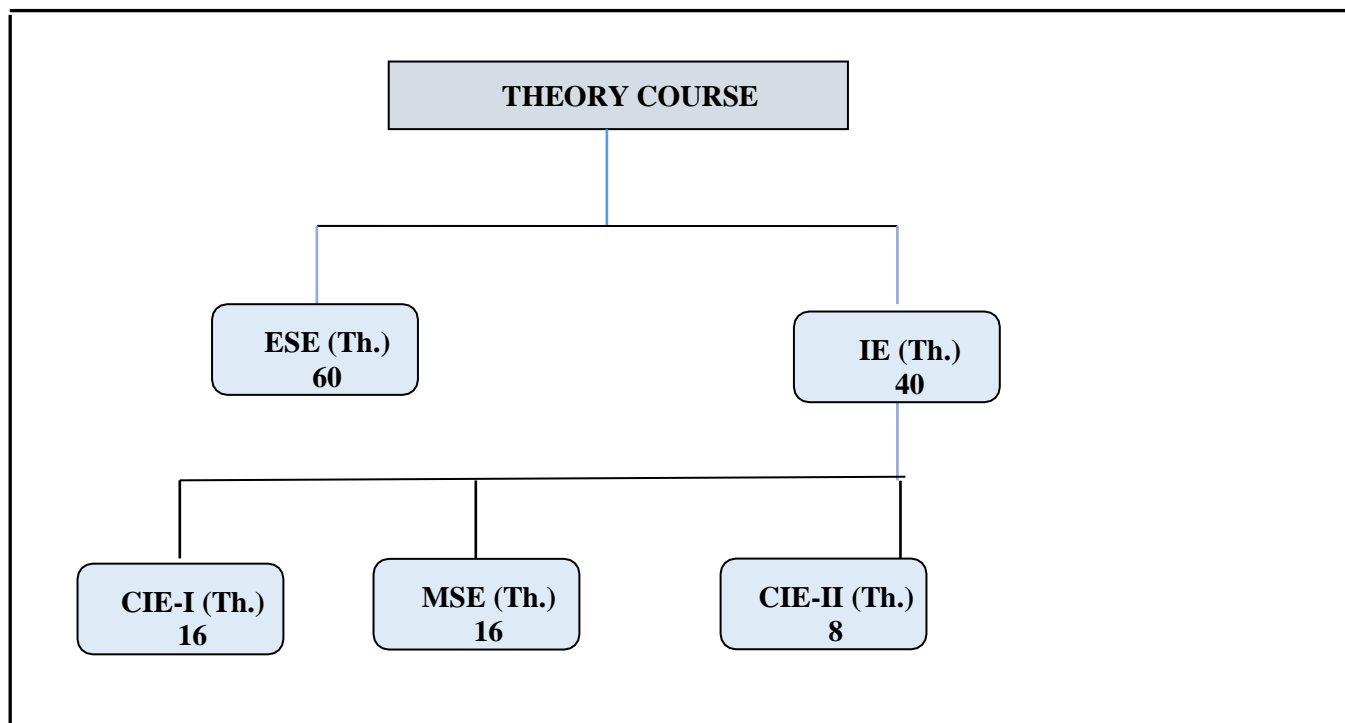 THEORY COURSE
ESE (Th.)
60
IE (Th.)
40
CIE-I (Th.)
16
MSE (Th.)
16
CIE-II (Th.)
8